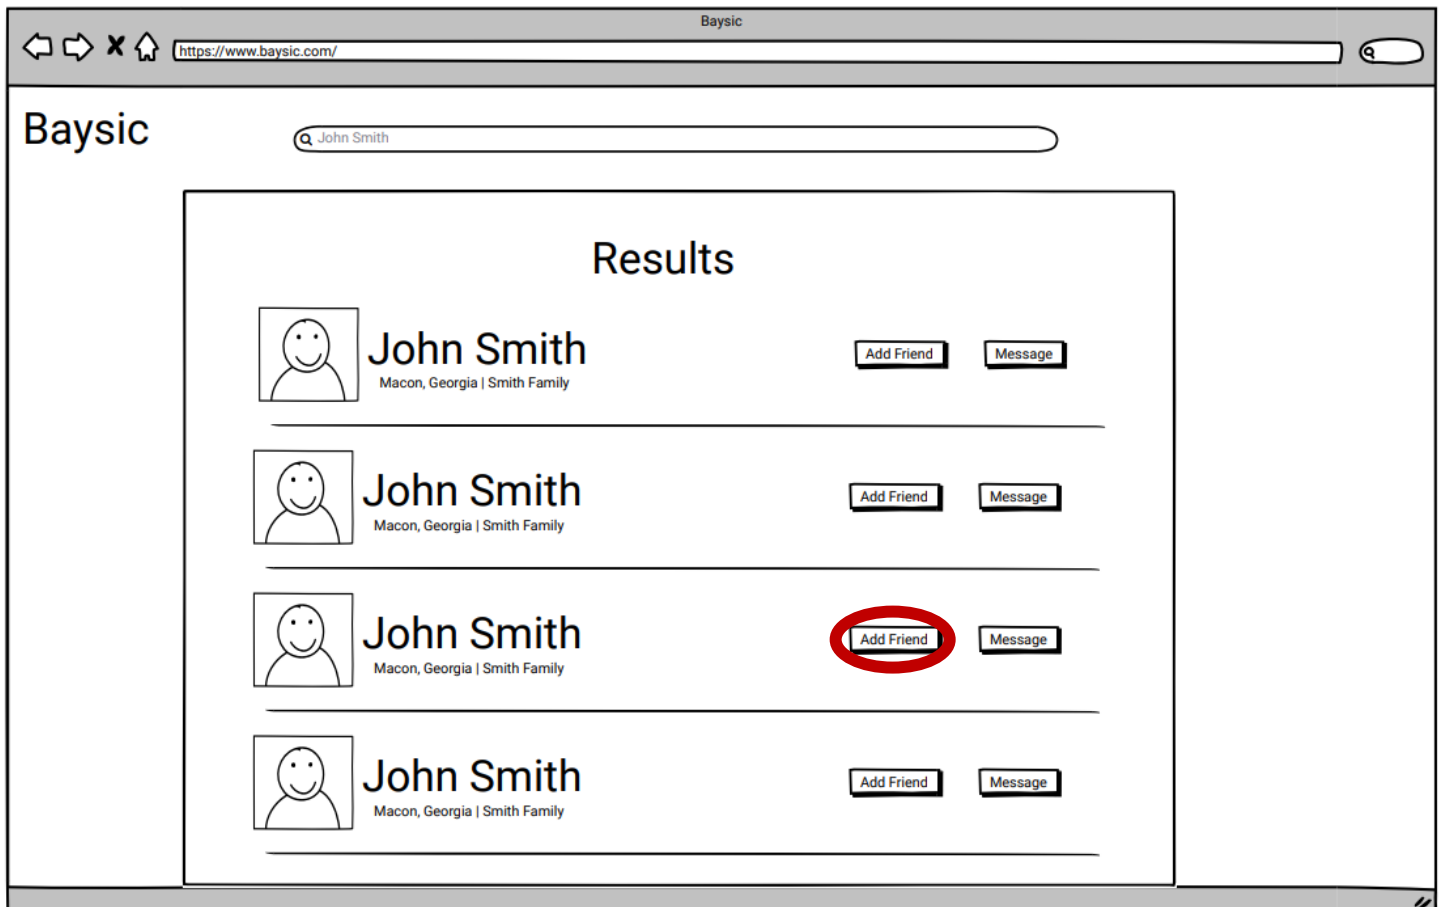 Baysic
https://www.baysic.com/
Baysic
John Smith
Results
John Smith
Macon, Georgia | Smith Family
Add Friend
Message
John Smith
Macon, Georgia | Smith Family
Add Friend
Message
John Smith
Macon, Georgia | Smith Family
Add Friend
Message
John Smith
Macon, Georgia | Smith Family
Add Friend
Message